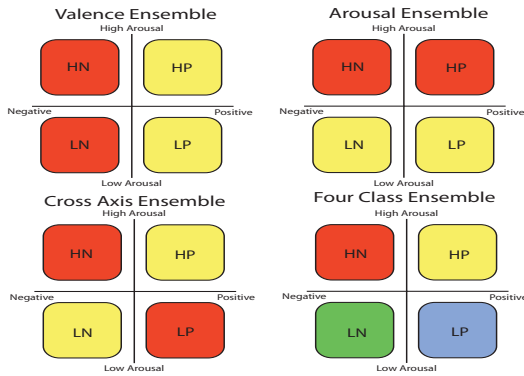 Valence Ensemble
High Arousal
HN
HP
Negative
Positive
LN
LP
Low Arousal
Arousal Ensemble
High Arousal
HN
HP
Negative
Positive
LN
LP
Low Arousal
Cross Axis Ensemble
High Arousal
HN
HP
Negative
Positive
LN
LP
Low Arousal
Four Class Ensemble
High Arousal
HN
HP
Negative
Positive
LN
LP
Low Arousal